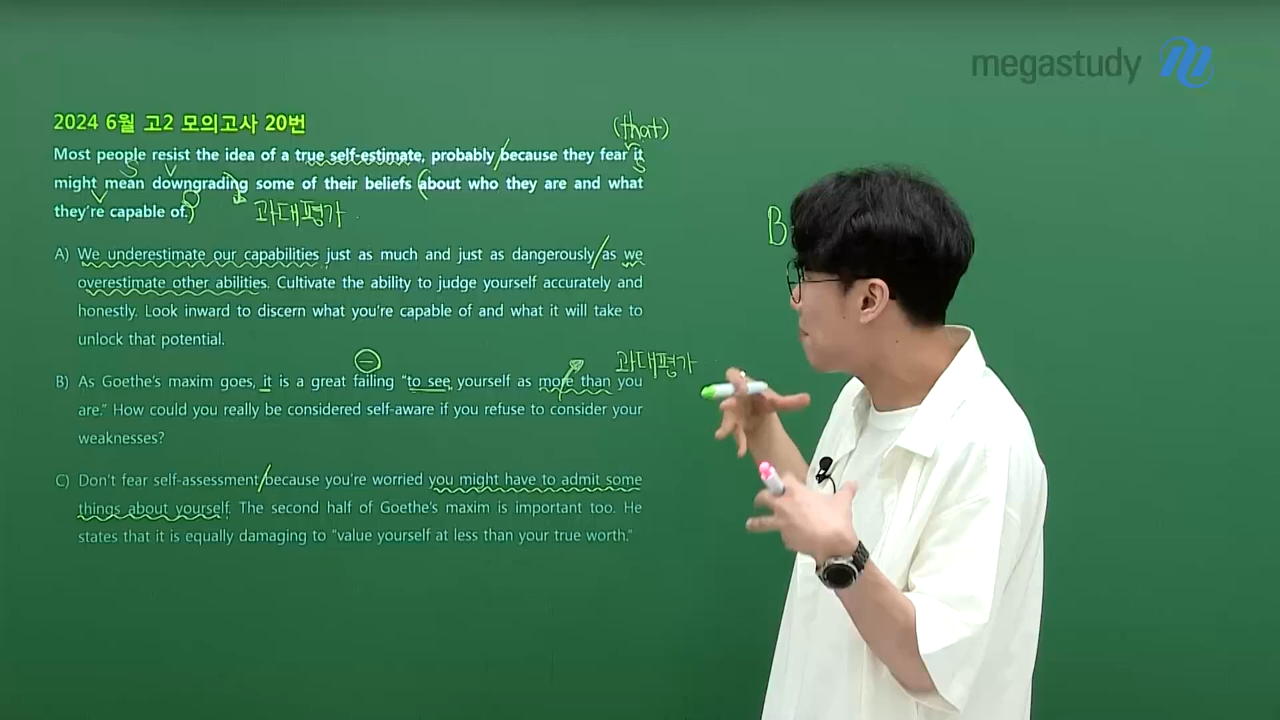 megastudy
2024 6월 고2 모의고사 20번
(that)
Most people resist the idea of a true self-estimate, probably because they fear it
S
S
might mean downgrading some of their beliefs about who they are and what
they're capable of.
과대평가
B
A) We underestimate our capabilities just as much and just as dangerously as we
overestimate other abilities. Cultivate the ability to judge yourself accurately and
honestly. Look inward to discern what you're capable of and what it will take to
unlock that potential.
과대평가
B) As Goethe's maxim goes, it is a great failing "to see yourself as more than you
are." How could you really be considered self-aware if you refuse to consider your
weaknesses?
C) Don't fear self-assessment because you're worried you might have to admit some
things about yourself. The second half of Goethe's maxim is important too. He
states that it is equally damaging to "value yourself at less than your true worth."